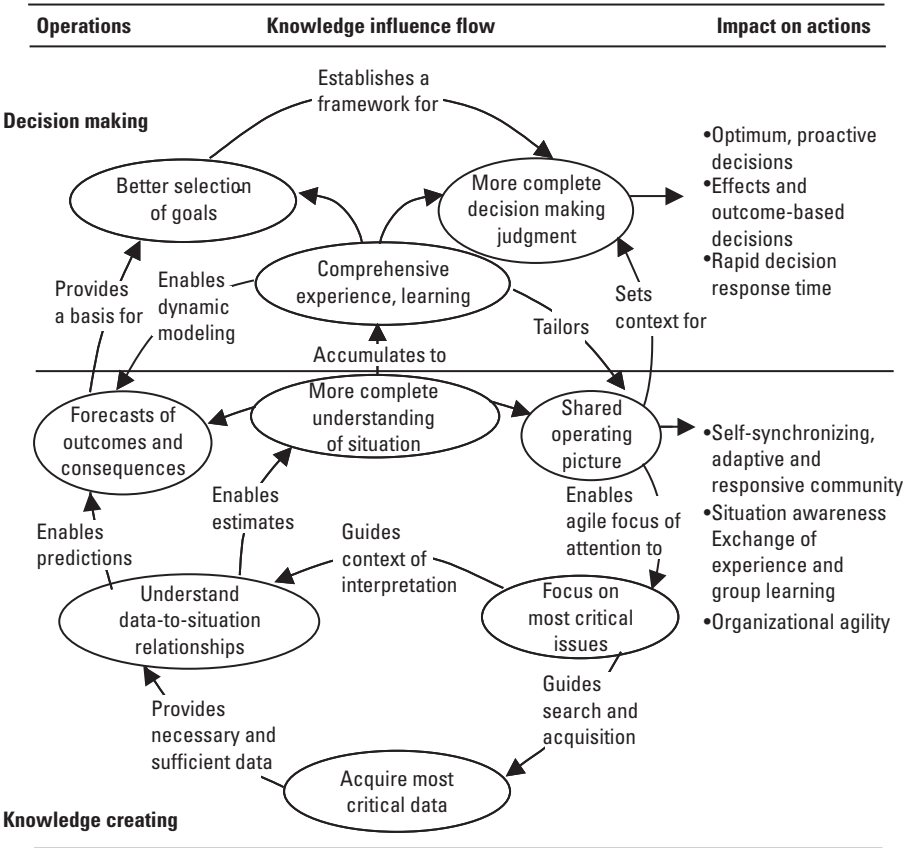 Operations
Knowledge influence flow
Impact on actions
Establishes a
framework for
Decision making
•Optimum, proactive
decisions
•Effects and
outcome-based
decisions
•Rapid decision
response time
Better selection
of goals
More complete
decision making
judgment
Comprehensive
experience, learning
Provides
a basis for
Enables
dynamic
modeling
Tailors
Sets
context for
Accumulates to
Forecasts of
outcomes and
consequences
More complete
understanding
of situation
Shared
operating
picture
•Self-synchronizing,
adaptive and
responsive community
•Situation awareness
Exchange of
experience and
group learning
•Organizational agility
Enables
predictions
Enables
estimates
Guides
context of
interpretation
Enables
agile focus of
attention to
Understand
data-to-situation
relationships
Focus on
most critical
issues
Provides
necessary and
sufficient data
Guides
search and
acquisition
Acquire most
critical data
Knowledge creating